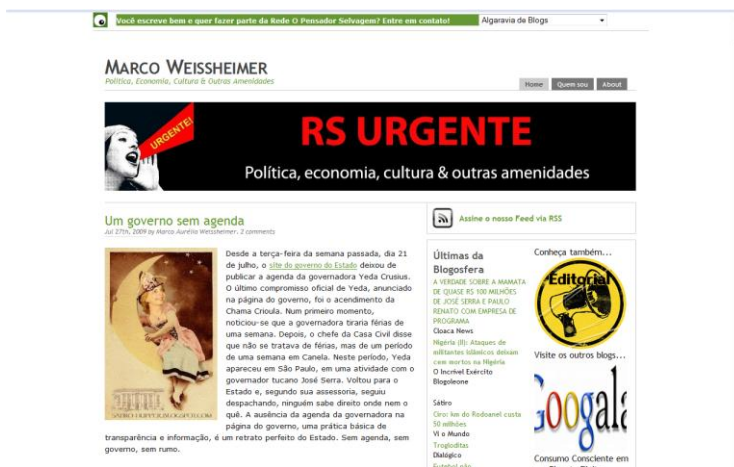 Você escreve bem e quer fazer parte da Rede O Pensador Selvagem? Entre em contato!
Algaravia de Blogs
MARCO WEISSHEIMER
Política, Economia, Cultura & Outras Amenidades
Home
Quem sou
About
URGENTE!
RS URGENTE
Política, economia, cultura & outras amenidades
Um governo sem agenda
Jul 27th, 2009 by Marco Aurélio Weissheimer. 2 comments
Desde a terça-feira da semana passada, dia 21
de julho, o site do governo do Estado deixou de
publicar a agenda da governadora Yeda Crusius.
O último compromisso oficial de Yeda, anunciado
na página do governo, foi o acendimento da
Chama Crioula. Num primeiro momento,
noticiou-se que a governadora tiraria férias de
uma semana. Depois, o chefe da Casa Civil disse
que não se tratava de férias, mas de um período
de uma semana em Canela. Neste período, Yeda
apareceu em São Paulo, em uma atividade com o
governador tucano José Serra. Voltou para o
Estado e, segundo sua assessoria, seguiu
despachando, ninguém sabe direito onde nem o
quê. A ausência da agenda da governadora na
página do governo, uma prática básica de
transparência e informação, é um retrato perfeito do Estado. Sem agenda, sem
governo, sem rumo.
SATIRO-HUPPER.BLOGSPOT.COM
Assine o nosso Feed via RSS
Últimas da
Blogosfera
A VERDADE SOBRE A MAMATA
DE QUASE R$ 100 MILHÕES
DE JOSÉ SERRA E PAULO
RENATO COM EMPRESA DE
PROGRAMA
Cloaca News
Nigéria (II): Ataques de
militantes islâmicos deixam
cem mortos na Nigéria
O Incrível Exército
Blogoleone
Sátiro
Ciro: km do Rodoanel custa
50 milhões
Vi o Mundo
Trogloditas
Dialógico
Futebol não
Conheça também...
Editorial
Visite os outros blogs...
Googala
Consumo Consciente em